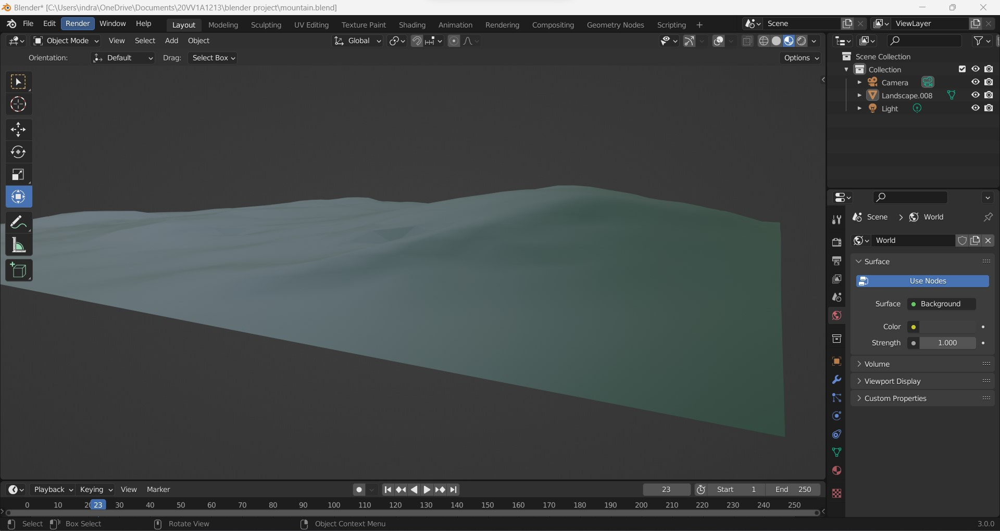 Blender* [C:\Users\indra\OneDrive\Documents\20VV1A1213\blender project\mountain.blend]
File Edit Render Window Help Layout Modeling Sculpting UV Editing Texture Paint Shading Animation Rendering Compositing Geometry Nodes Scripting + Scene ViewLayer
Object Mode View Select Add Object Global
Orientation: Default Drag: Select Box Options
Scene Collection
Collection
Camera
Landscape.008
Light
Scene > World
World
Surface
Use Nodes
Surface Background
Color
Strength 1.000
Volume
Viewport Display
Custom Properties
Playback Keying View Marker 23 Start 1 End 250
0 10 20 23 30 40 50 60 70 80 90 100 110 120 130 140 150 160 170 180 190 200 210 220 230 240 250
Select Box Select Rotate View Object Context Menu 3.0.0